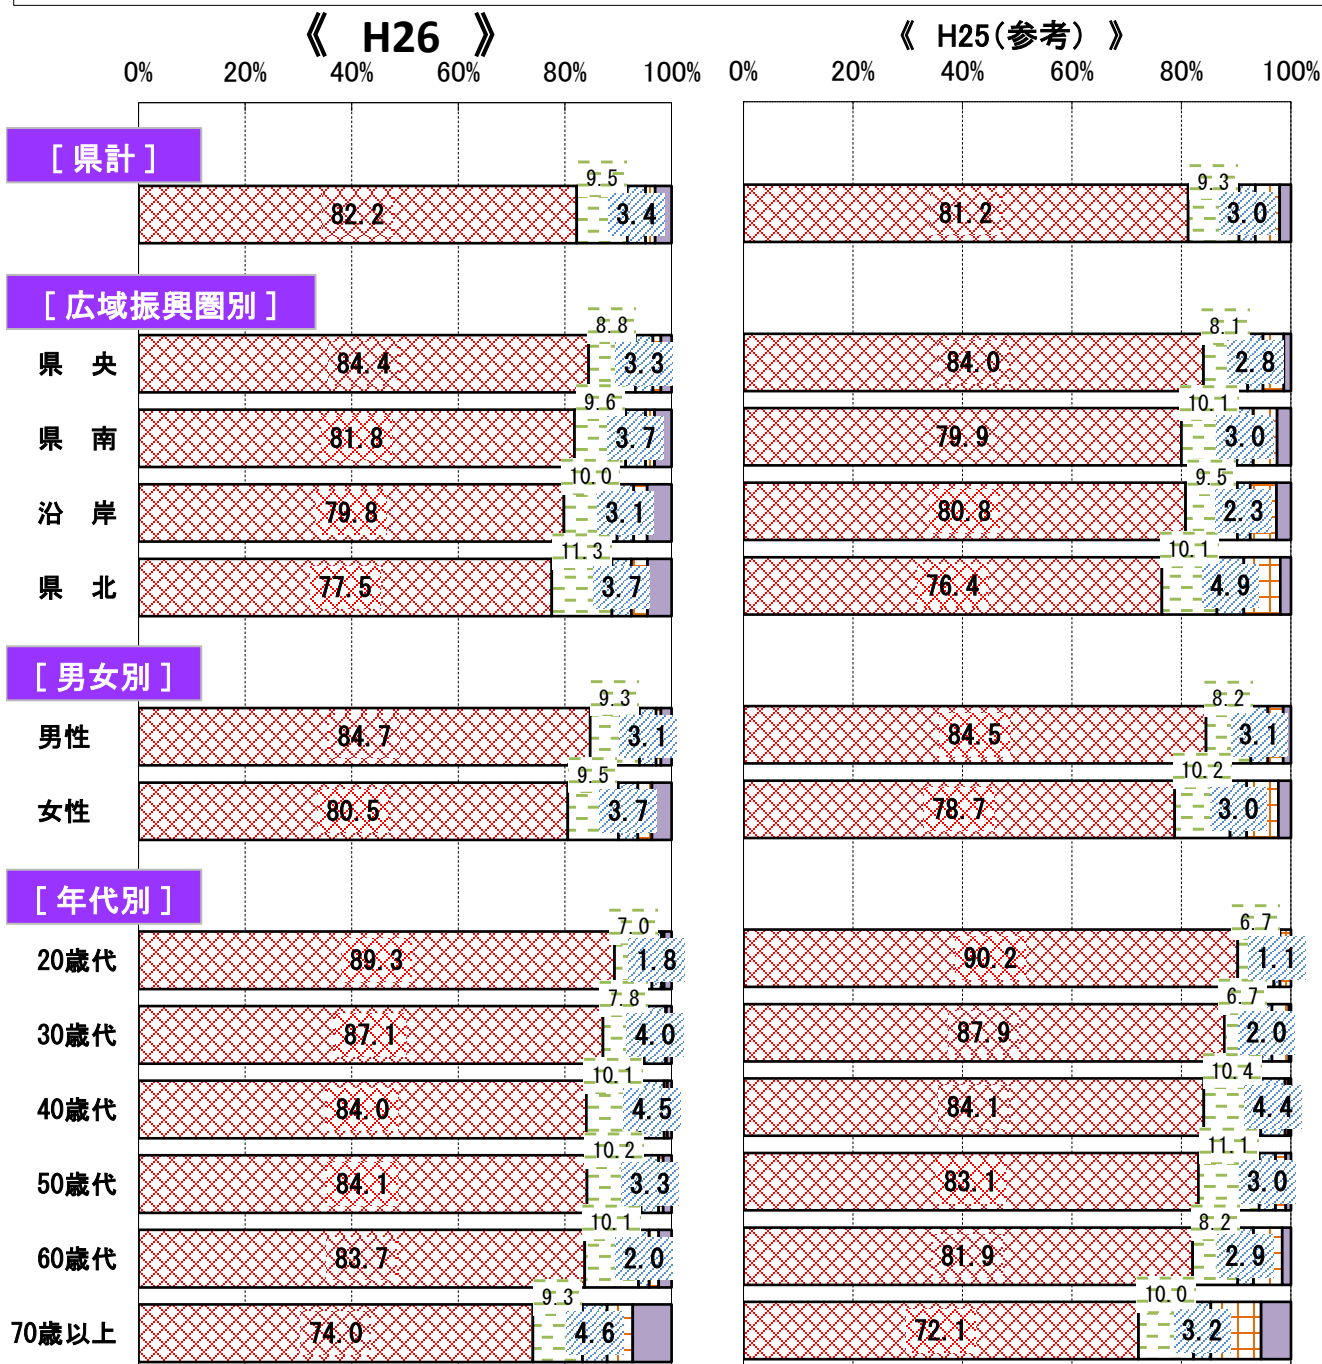 《 H26 》 《 H25(参考) 》
0% 20% 40% 60% 80% 100% 0% 20% 40% 60% 80% 100%
[ 県計 ]
9.5 9.3
82.2 3.4 81.2 3.0
[ 広域振興圏別 ]
8.8 8.1
県 央 84.4 3.3 84.0 2.8
9.6 10.1
県 南 81.8 3.7 79.9 3.0
10.0 9.5
沿 岸 79.8 3.1 80.8 2.3
11.3 10.1
県 北 77.5 3.7 76.4 4.9
[ 男女別 ]
9.3 8.2
男性 84.7 3.1 84.5 3.1
9.5 10.2
女性 80.5 3.7 78.7 3.0
[ 年代別 ]
7.0 6.7
20歳代 89.3 1.8 90.2 1.1
7.8 6.7
30歳代 87.1 4.0 87.9 2.0
10.1 10.4
40歳代 84.0 4.5 84.1 4.4
10.2 11.1
50歳代 84.1 3.3 83.1 3.0
10.1 8.2
60歳代 83.7 2.0 81.9 2.9
9.3 10.0
70歳以上 74.0 4.6 72.1 3.2